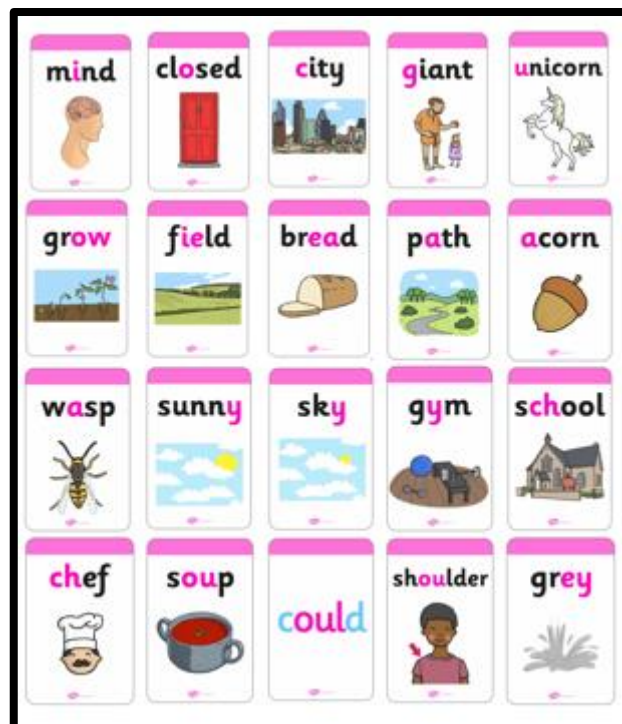 mind closed city giant unicorn
grow field bread path acorn
wasp sunny sky gym school
chef soup could shoulder grey